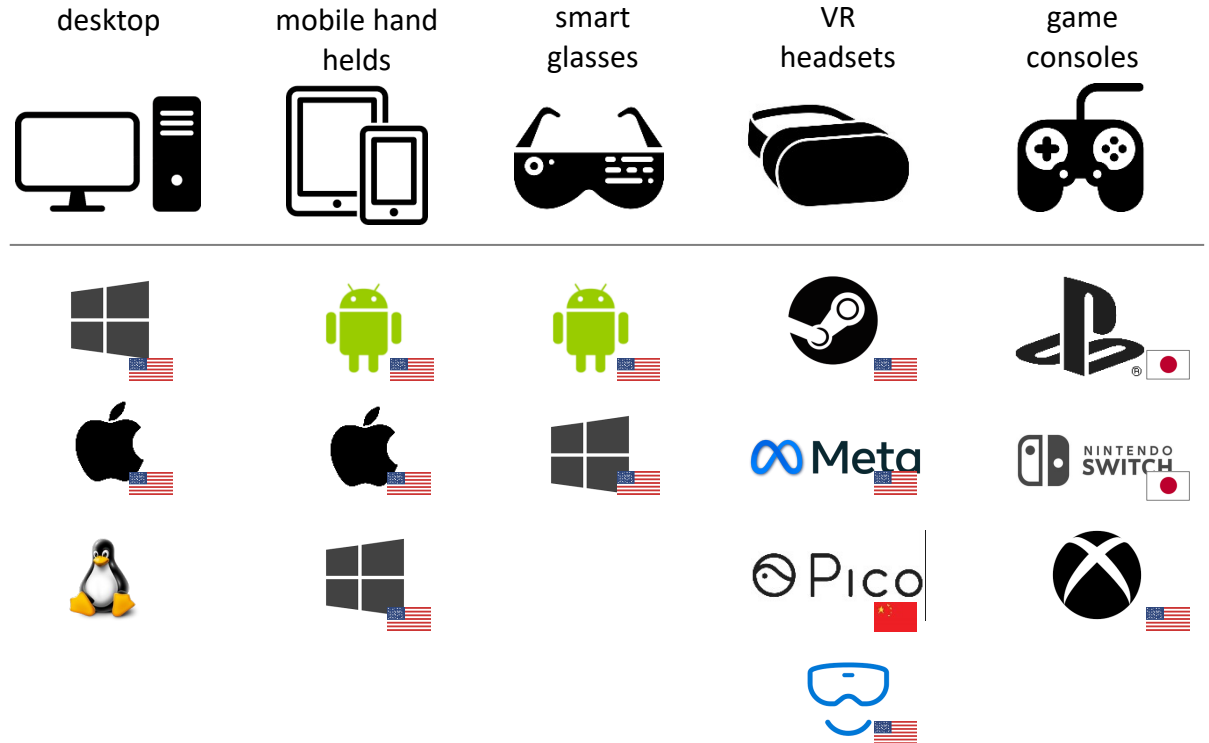 desktop
mobile hand
helds
smart
glasses
VR
headsets
game
consoles
®
Meta
NINTENDO
SWITCH
Pico